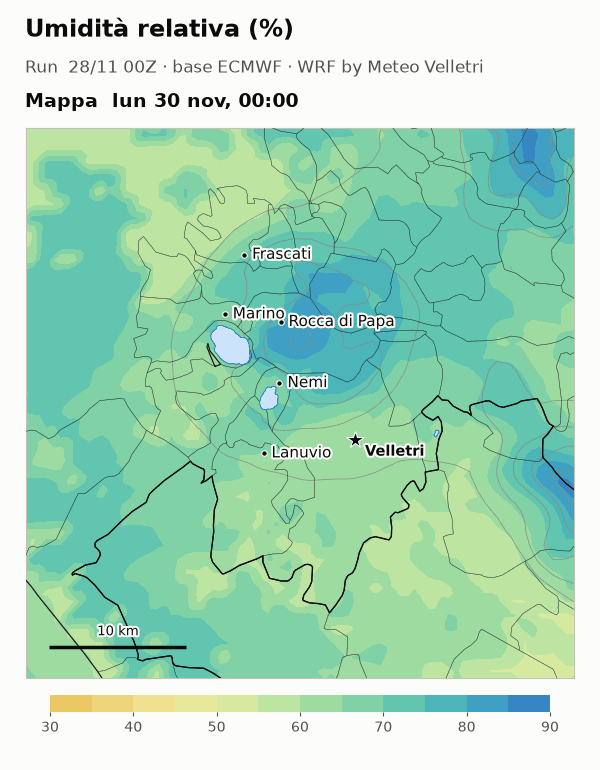 Umidità relativa (%)
Run  28/11 00Z · base ECMWF · WRF by Meteo Velletri
Mappa  lun 30 nov, 00:00
Frascati
Marino
Rocca di Papa
Nemi
Velletri
Lanuvio
10 km
30 40 50 60 70 80 90